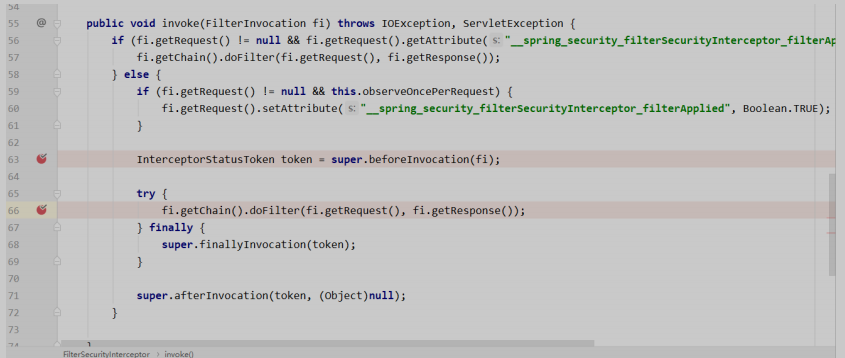 54
55 @ public void invoke(FilterInvocation fi) throws IOException, ServletException {
56 if (fi.getRequest() != null && fi.getRequest().getAttribute( s: "__spring_security_filterSecurityInterceptor_filterAp
57 fi.getChain().doFilter(fi.getRequest(), fi.getResponse());
58 } else {
59 if (fi.getRequest() != null && this.observeOncePerRequest) {
60 fi.getRequest().setAttribute( s: "__spring_security_filterSecurityInterceptor_filterApplied", Boolean.TRUE);
61 }
62
63 InterceptorStatusToken token = super.beforeInvocation(fi);
64
65 try {
66 fi.getChain().doFilter(fi.getRequest(), fi.getResponse());
67 } finally {
68 super.finallyInvocation(token);
69 }
70
71 super.afterInvocation(token, (Object)null);
72 }
73
74 }
FilterSecurityInterceptor › invoke()